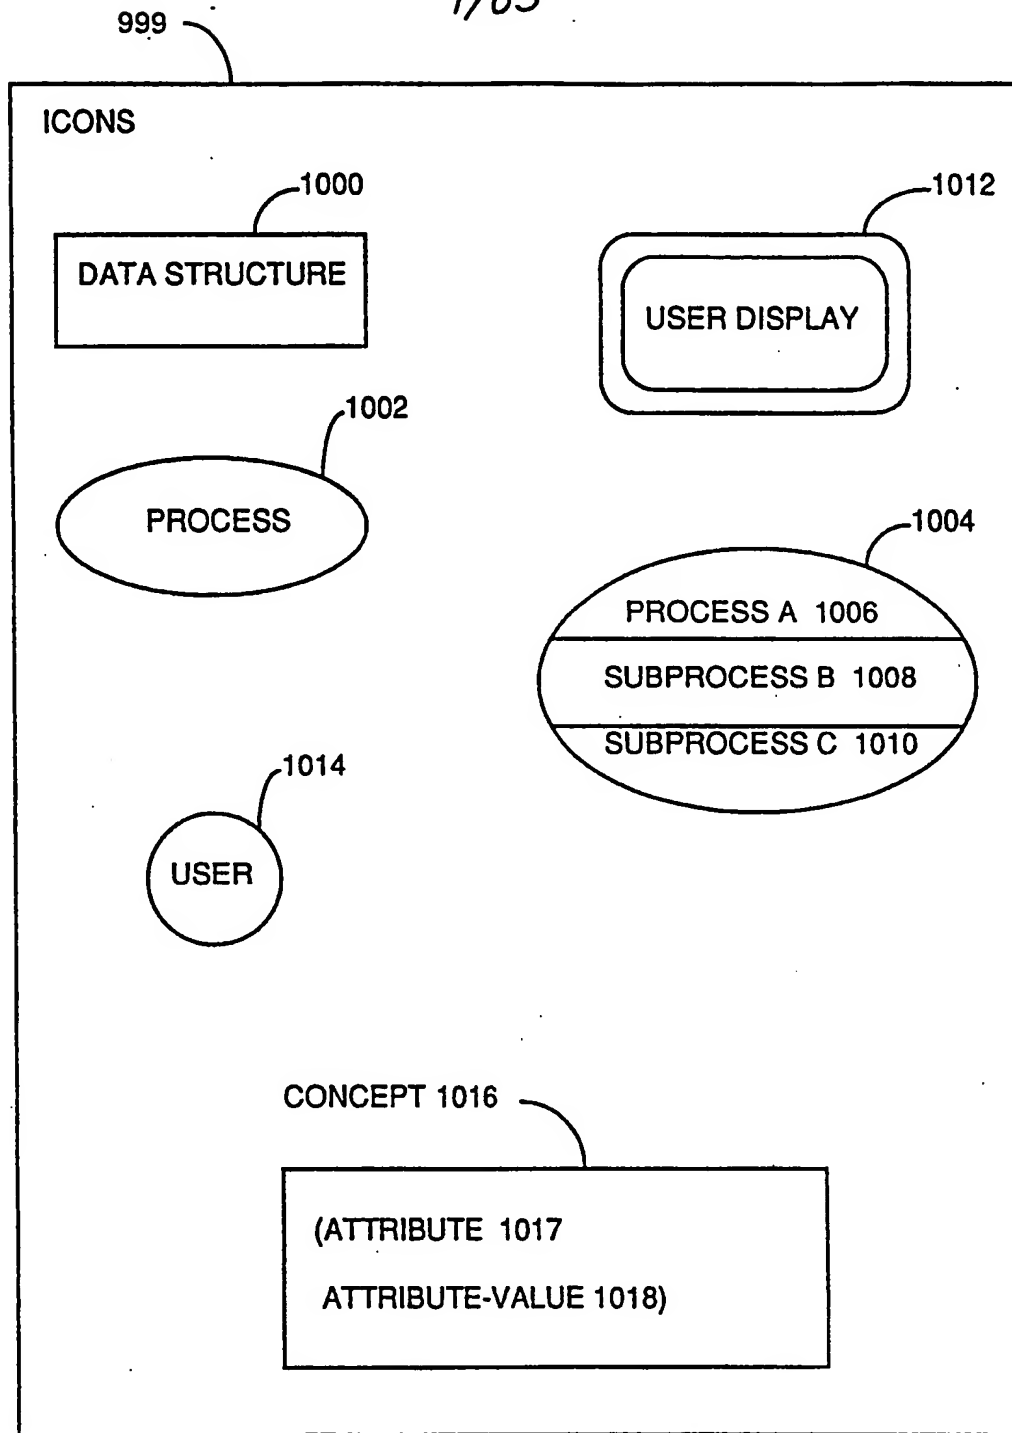 999
ICONS
1000
DATA STRUCTURE
1012
USER DISPLAY
1002
PROCESS
1004
PROCESS A 1006
SUBPROCESS B 1008
SUBPROCESS C 1010
1014
USER
CONCEPT 1016
(ATTRIBUTE 1017
ATTRIBUTE-VALUE 1018)